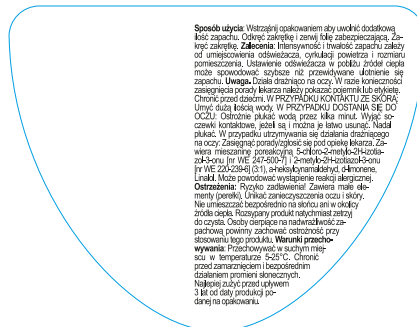 Sposób użycia: Wstrząśnij opakowaniem aby uwolnić dodatkową
ilość zapachu. Odkręć zakrętkę i zerwij folię zabezpieczającą. Za-
kręć zakrętkę. Zalecenia: Intensywność i trwałość zapachu zależy
od umiejscowienia odświeżacza, cyrkulacji powietrza i rozmiaru
pomieszczenia. Ustawienie odświeżacza w pobliżu źródeł ciepła
może spowodować szybsze niż przewidywane ulotnienie się
zapachu. Uwaga. Działa drażniąco na oczy. W razie konieczności
zasięgnięcia porady lekarza należy pokazać pojemnik lub etykietę.
Chronić przed dziećmi. W PRZYPADKU KONTAKTU ZE SKÓRĄ:
Umyć dużą ilością wody. W PRZYPADKU DOSTANIA SIĘ DO
OCZU: Ostrożnie płukać wodą przez kilka minut. Wyjąć so-
czewki kontaktowe, jeżeli są i można je łatwo usunąć. Nadal
płukać. W przypadku utrzymywania się działania drażniącego
na oczy: Zasięgnąć porady/zgłosić się pod opiekę lekarza. Za-
wiera mieszaninę poreakcyjną 5-chloro-2-metylo-2H-izotia-
zol-3-onu [nr WE 247-500-7] i 2-metylo-2H-izotiazol-3-onu
[nr WE 220-239-6] (3:1), a-heksylcynamaldehyd, d-limonene,
Linalol. Może powodować wystąpienie reakcji alergicznej.
Ostrzeżenia: Ryzyko zadławienia! Zawiera małe ele-
menty (perełki). Unikać zanieczyszczenia oczu i skóry.
Nie umieszczać bezpośrednio na słońcu ani w okolicy
źródła ciepła. Rozsypany produkt natychmiast zetrzyj
do czysta. Osoby cierpiące na nadwrażliwość za-
pachową powinny zachować ostrożność przy
stosowaniu tego produktu. Warunki przecho-
wywania: Przechowywać w suchym miej-
scu w temperaturze 5-25°C. Chronić
przed zamarznięciem i bezpośrednim
działaniem promieni słonecznych.
Najlepiej zużyć przed upływem
3 lat od daty produkcji po-
danej na opakowaniu.